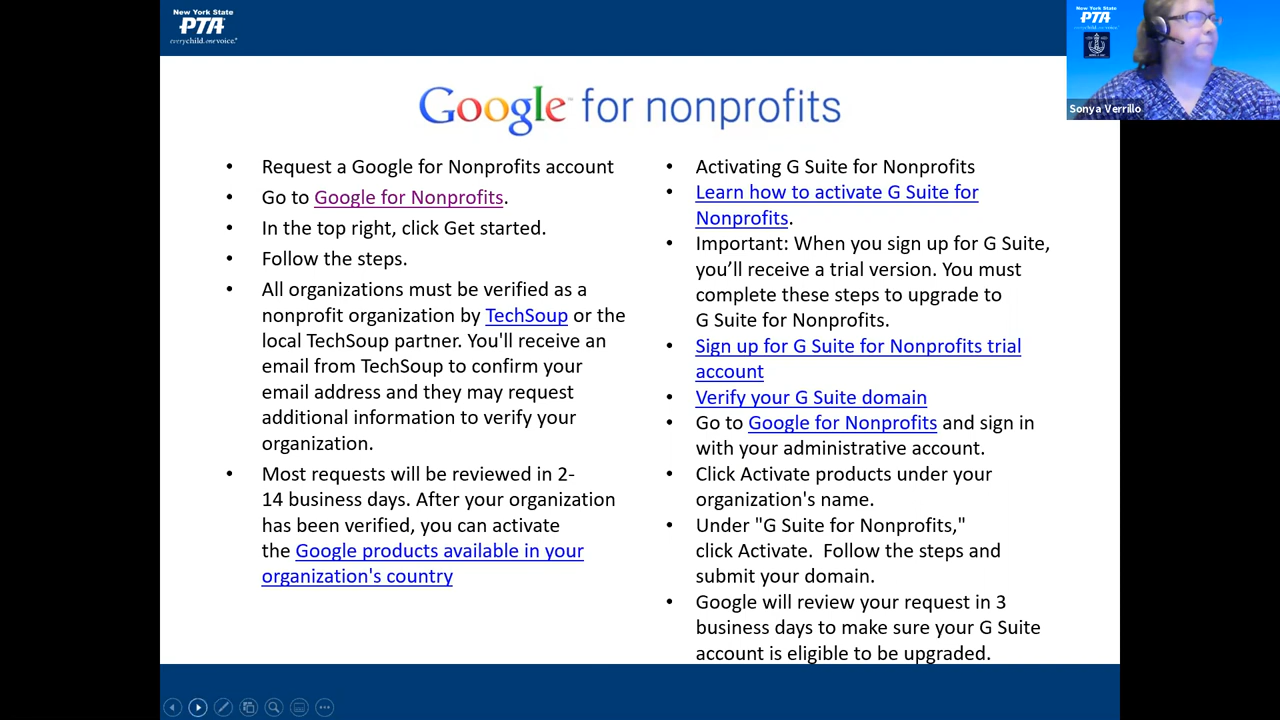 New York State
PTA
everychild.onevoice.®
Google™ for nonprofits
• Request a Google for Nonprofits account
• Go to Google for Nonprofits.
• In the top right, click Get started.
• Follow the steps.
• All organizations must be verified as a
nonprofit organization by TechSoup or the
local TechSoup partner. You'll receive an
email from TechSoup to confirm your
email address and they may request
additional information to verify your
organization.
• Most requests will be reviewed in 2-
14 business days. After your organization
has been verified, you can activate
the Google products available in your
organization's country
• Activating G Suite for Nonprofits
• Learn how to activate G Suite for
Nonprofits.
• Important: When you sign up for G Suite,
you’ll receive a trial version. You must
complete these steps to upgrade to
G Suite for Nonprofits.
• Sign up for G Suite for Nonprofits trial
account
• Verify your G Suite domain
• Go to Google for Nonprofits and sign in
with your administrative account.
• Click Activate products under your
organization's name.
• Under "G Suite for Nonprofits,"
click Activate.  Follow the steps and
submit your domain.
• Google will review your request in 3
business days to make sure your G Suite
account is eligible to be upgraded.
New York State
PTA
everychild.onevoice.
Sonya Verrillo